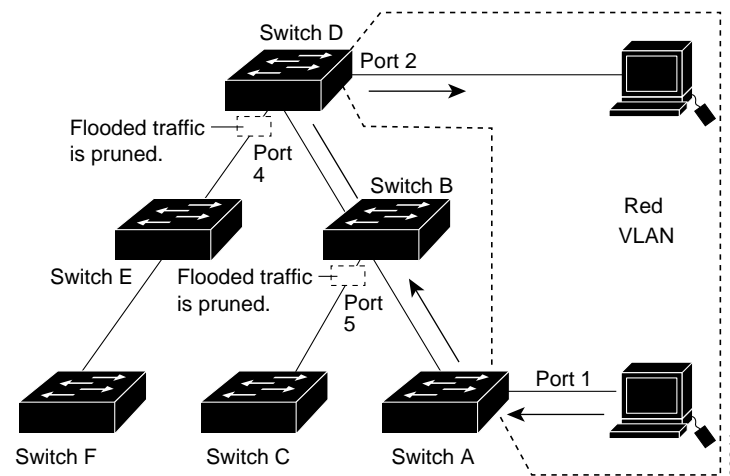 Switch D
Port 2
Flooded traffic
is pruned.
Port
4
Switch B
Red
VLAN
Switch E
Flooded traffic
is pruned.
Port
5
Port 1
Switch F
Switch C
Switch A